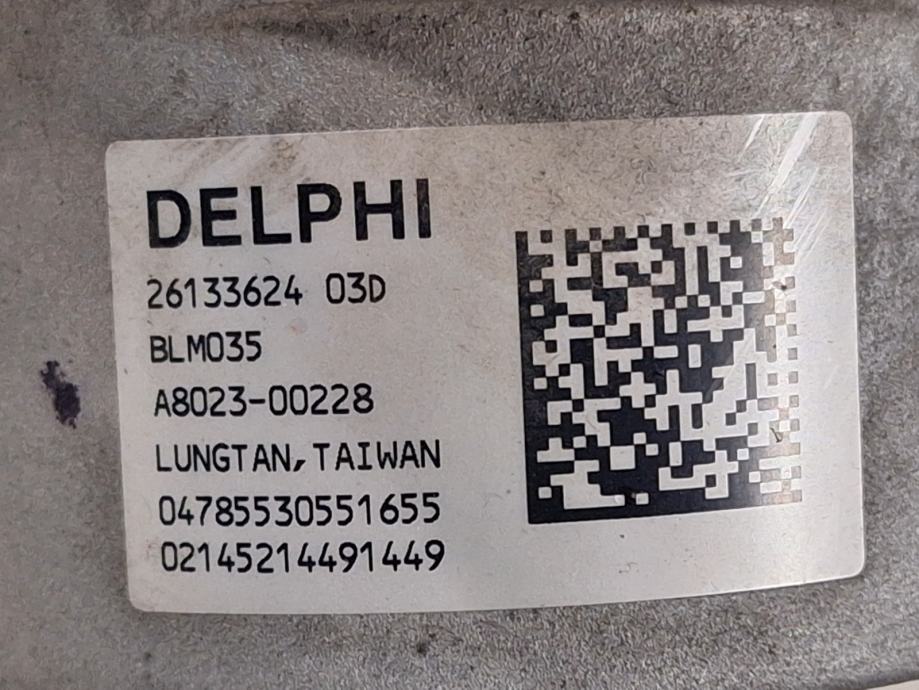 DELPHI
26133624 03D
BLM035
A8023-00228
LUNGTAN, TAIWAN
04785530551655
02145214491449